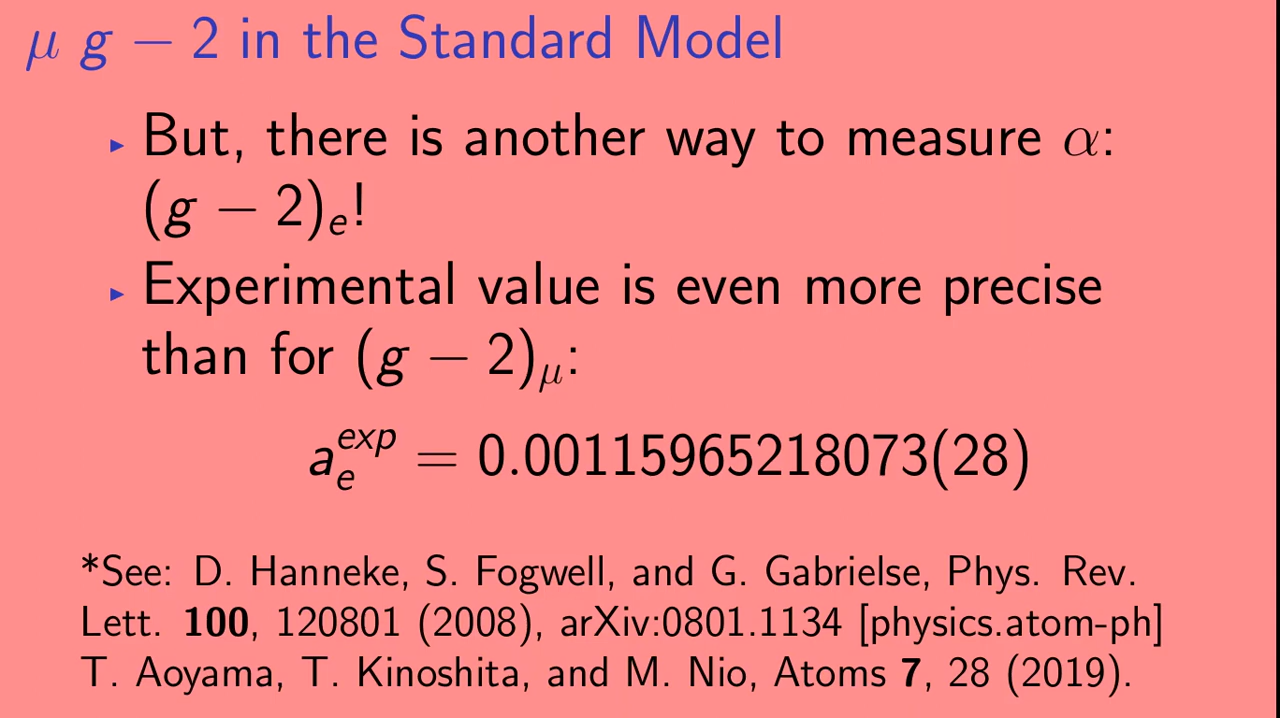 μ g − 2 in the Standard Model
▸ But, there is another way to measure α:
(g − 2)ₑ!
▸ Experimental value is even more precise
than for (g − 2)_μ:
a_e^{exp} = 0.00115965218073(28)
*See: D. Hanneke, S. Fogwell, and G. Gabrielse, Phys. Rev.
Lett. 100, 120801 (2008), arXiv:0801.1134 [physics.atom-ph]
T. Aoyama, T. Kinoshita, and M. Nio, Atoms 7, 28 (2019).